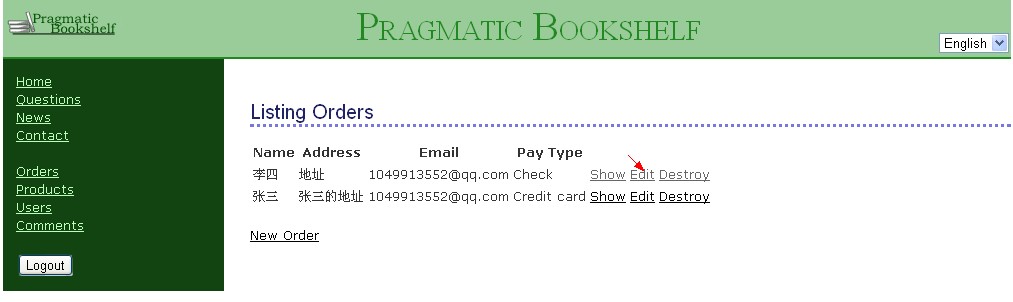 Pragmatic
Bookshelf
PRAGMATIC BOOKSHELF
English
Home
Questions
News
Contact
Orders
Products
Users
Comments
Logout
Listing Orders
Name Address Email Pay Type
李四 地址 1049913552@qq.com Check Show Edit Destroy
张三 张三的地址 1049913552@qq.com Credit card Show Edit Destroy
New Order